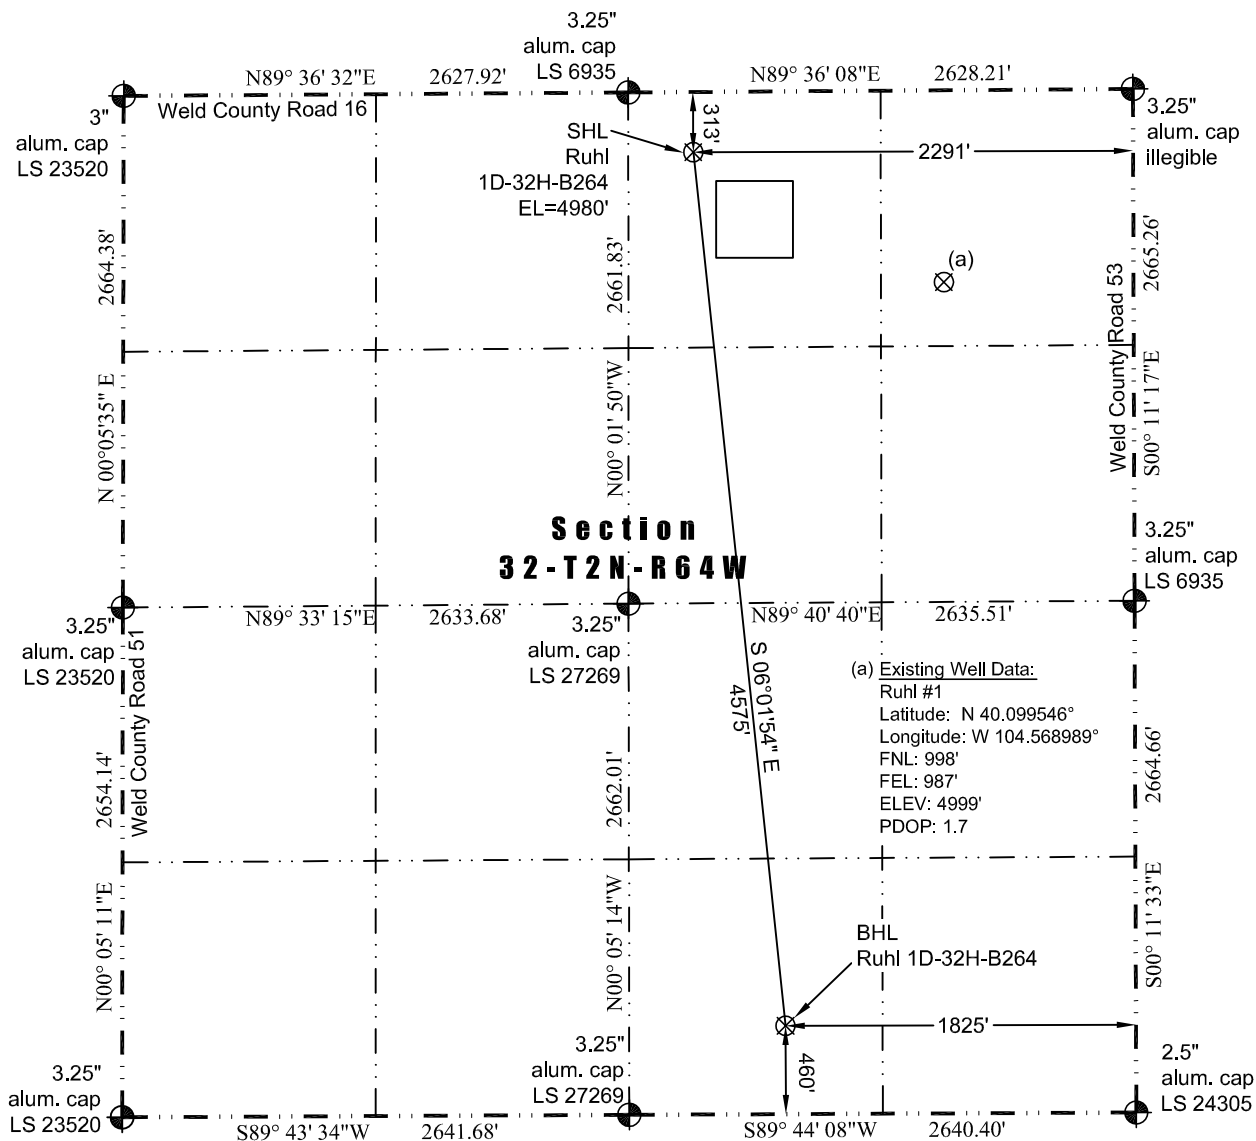 3.25"
alum. cap
LS 6935
N89° 36' 32"E
2627.92'
N89° 36' 08"E
2628.21'
Weld County Road 16
3"
alum. cap
LS 23520
3.25"
alum. cap
illegible
313'
SHL
Ruhl
1D-32H-B264
EL=4980'
2291'
(a)
2664.38'
2661.83'
2665.26'
Weld County Road 53
N 00°05'35" E
N00° 01' 50"W
S00° 11' 17"E
Section
32-T2N-R64W
3.25"
alum. cap
LS 6935
N89° 33' 15"E
2633.68'
N89° 40' 40"E
2635.51'
3.25"
alum. cap
LS 23520
3.25"
alum. cap
LS 27269
Weld County Road 51
S 06°01'54" E
4575'
(a) Existing Well Data:
Ruhl #1
Latitude: N 40.099546°
Longitude: W 104.568989°
FNL: 998'
FEL: 987'
ELEV: 4999'
PDOP: 1.7
2654.14'
2662.01'
2664.66'
N00° 05' 11"E
N00° 05' 14"W
S00° 11' 33"E
BHL
Ruhl 1D-32H-B264
1825'
460'
3.25"
alum. cap
LS 23520
3.25"
alum. cap
LS 27269
2.5"
alum. cap
LS 24305
S89° 43' 34"W
2641.68'
S89° 44' 08"W
2640.40'